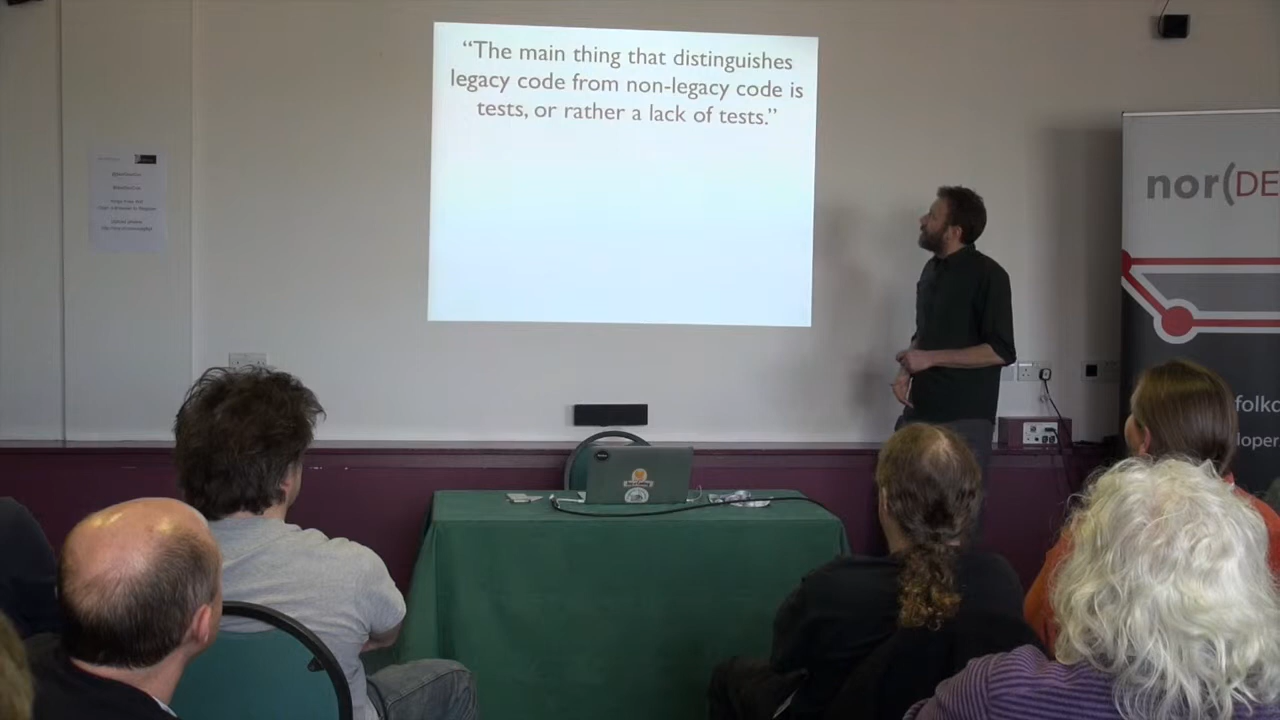 “The main thing that distinguishes
legacy code from non-legacy code is
tests, or rather a lack of tests.”
nor(DE
folko
loper